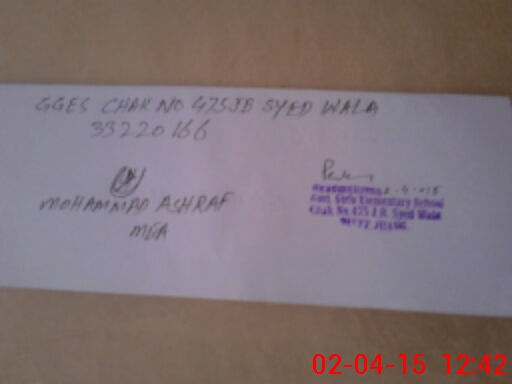 GGES CHAK NO 475JB SYED WALA
33220166
MOHAMMAD ASHRAF
MEA
Headmistress
Govt. Girls Elementary School
Chak No.475 J.B. Syed Wala
JHANG
02-04-15 12:42